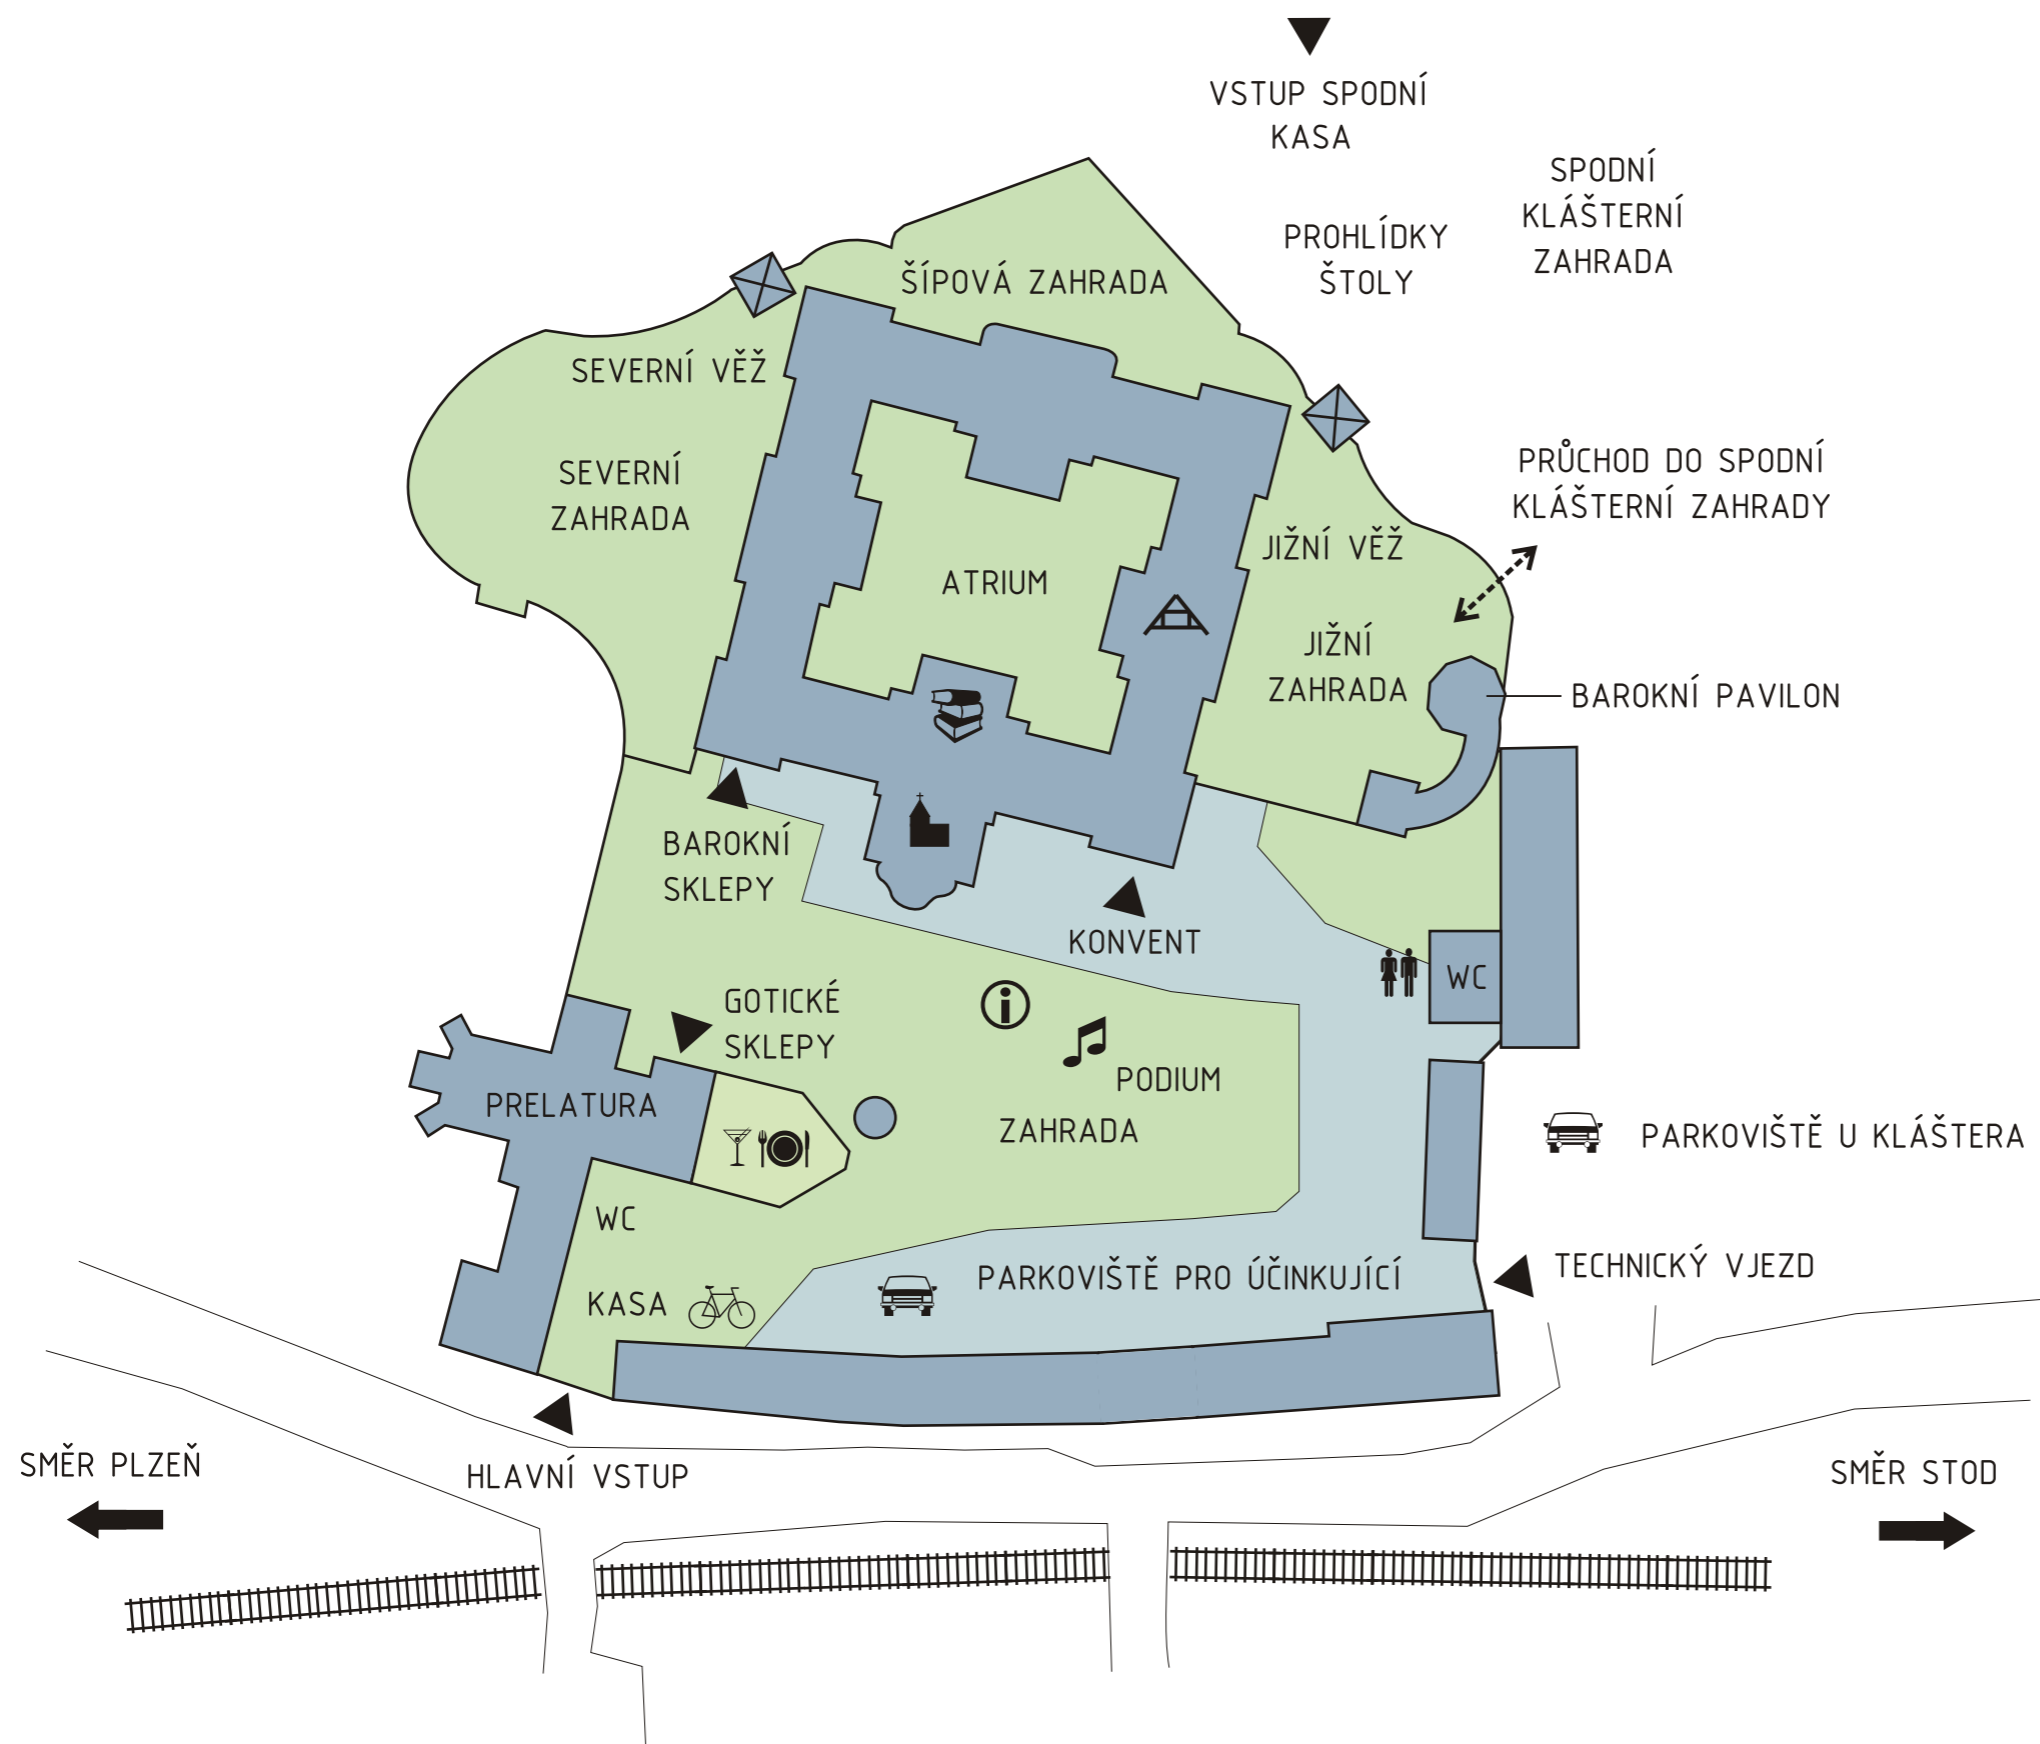 VSTUP SPODNÍ
KASA
SPODNÍ
KLÁŠTERNÍ
ZAHRADA
PROHLÍDKY
ŠTOLY
ŠÍPOVÁ ZAHRADA
SEVERNÍ VĚŽ
SEVERNÍ
ZAHRADA
PRŮCHOD DO SPODNÍ
KLÁŠTERNÍ ZAHRADY
JIŽNÍ VĚŽ
ATRIUM
JIŽNÍ
ZAHRADA
BAROKNÍ PAVILON
BAROKNÍ
SKLEPY
KONVENT
WC
GOTICKÉ
SKLEPY
PODIUM
PRELATURA
ZAHRADA
PARKOVIŠTĚ U KLÁŠTERA
WC
TECHNICKÝ VJEZD
PARKOVIŠTĚ PRO ÚČINKUJÍCÍ
KASA
SMĚR PLZEŇ
HLAVNÍ VSTUP
SMĚR STOD